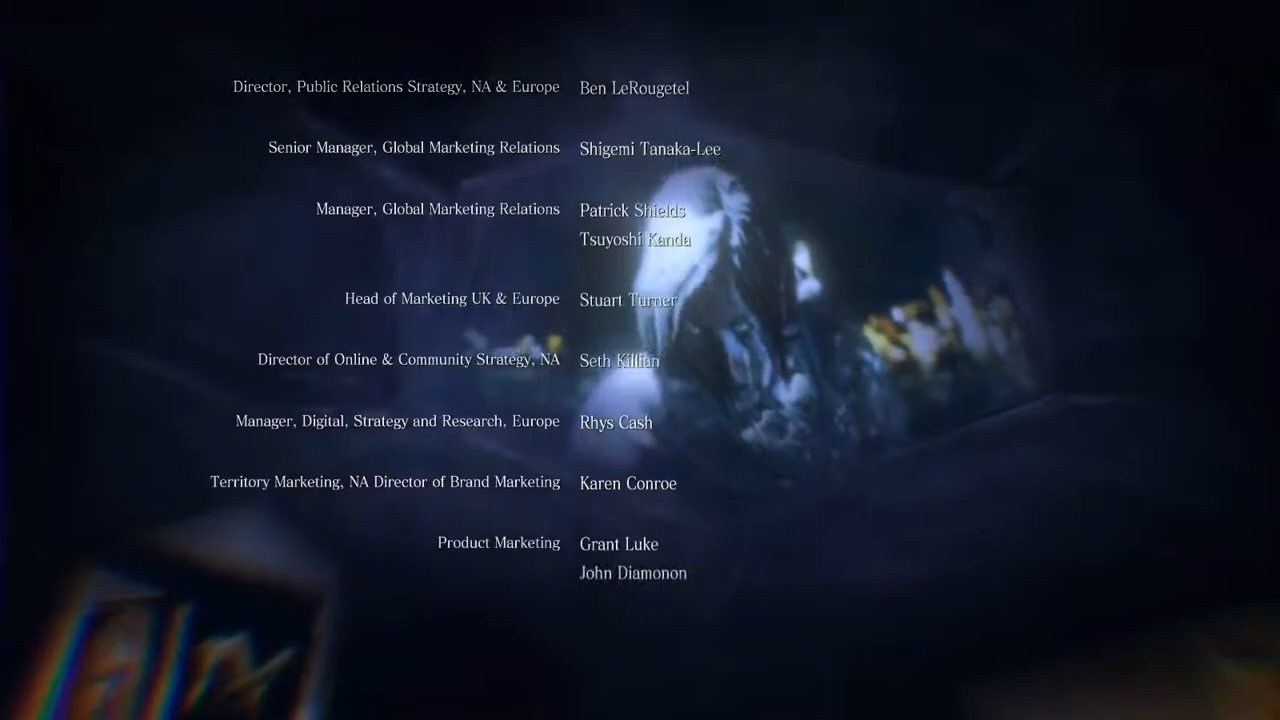 Director, Public Relations Strategy, NA & Europe Ben LeRougetel
Senior Manager, Global Marketing Relations Shigemi Tanaka-Lee
Manager, Global Marketing Relations Patrick Shields
Tsuyoshi Kanda
Head of Marketing UK & Europe Stuart Turner
Director of Online & Community Strategy, NA Seth Killian
Manager, Digital, Strategy and Research, Europe Rhys Cash
Territory Marketing, NA Director of Brand Marketing Karen Conroe
Product Marketing Grant Luke
John Diamonon